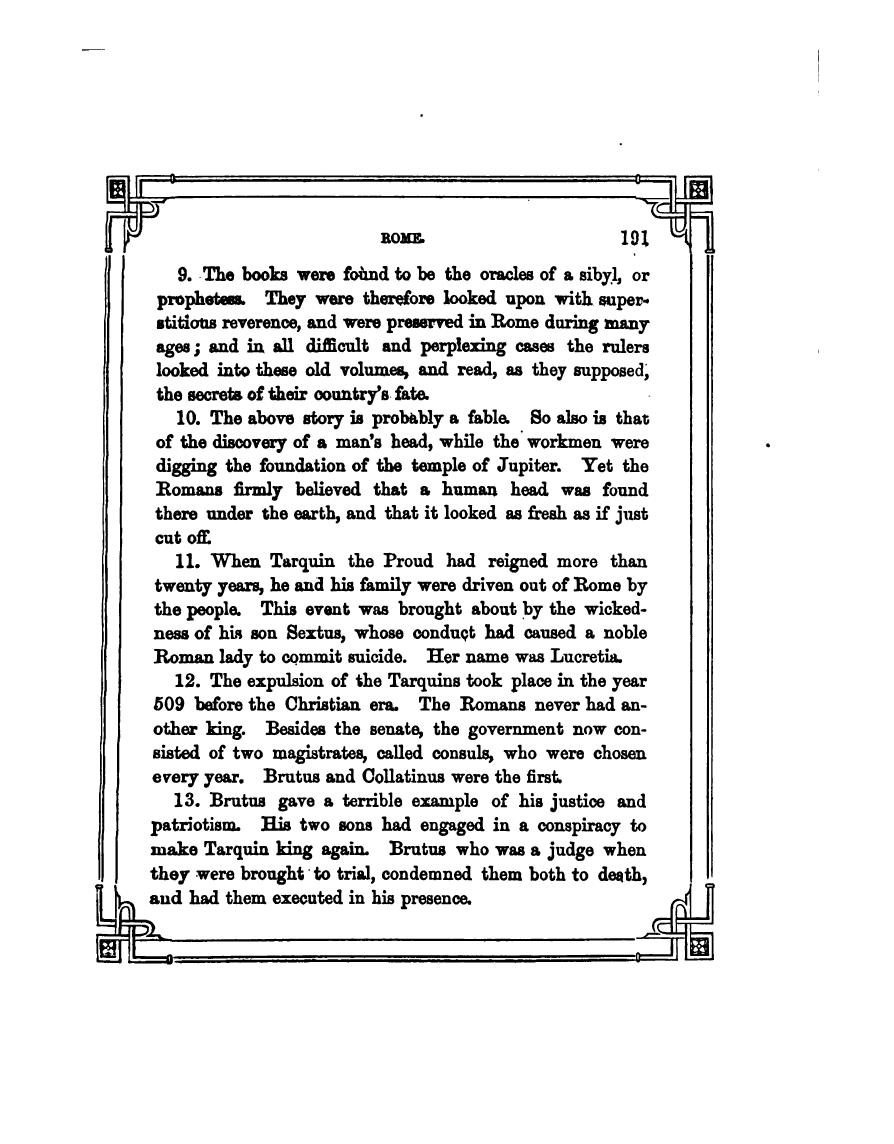 ROME. 191
9. The books were found to be the oracles of a sibyl, or
prophetess. They were therefore looked upon with super-
stitious reverence, and were preserved in Rome during many
ages; and in all difficult and perplexing cases the rulers
looked into these old volumes, and read, as they supposed,
the secrets of their country's fate.
10. The above story is probably a fable. So also is that
of the discovery of a man's head, while the workmen were
digging the foundation of the temple of Jupiter. Yet the
Romans firmly believed that a human head was found
there under the earth, and that it looked as fresh as if just
cut off.
11. When Tarquin the Proud had reigned more than
twenty years, he and his family were driven out of Rome by
the people. This event was brought about by the wicked-
ness of his son Sextus, whose conduct had caused a noble
Roman lady to commit suicide. Her name was Lucretia.
12. The expulsion of the Tarquins took place in the year
509 before the Christian era. The Romans never had an-
other king. Besides the senate, the government now con-
sisted of two magistrates, called consuls, who were chosen
every year. Brutus and Collatinus were the first.
13. Brutus gave a terrible example of his justice and
patriotism. His two sons had engaged in a conspiracy to
make Tarquin king again. Brutus who was a judge when
they were brought to trial, condemned them both to death,
and had them executed in his presence.